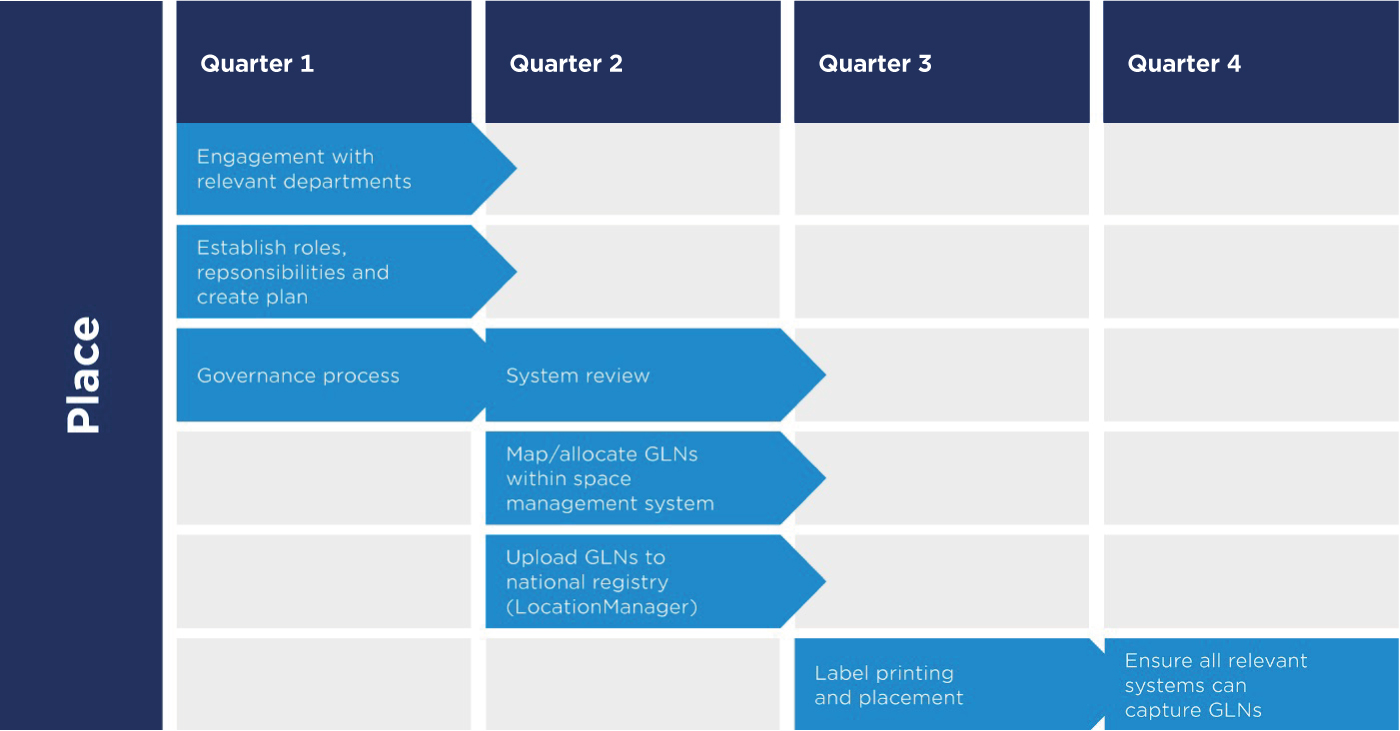 Place
Quarter 1
Quarter 2
Quarter 3
Quarter 4
Engagement with
relevant departments
Establish roles,
repsonsibilities and
create plan
Governance process
System review
Map/allocate GLNs
within space
management system
Upload GLNs to
national registry
(LocationManager)
Label printing
and placement
Ensure all relevant
systems can
capture GLNs